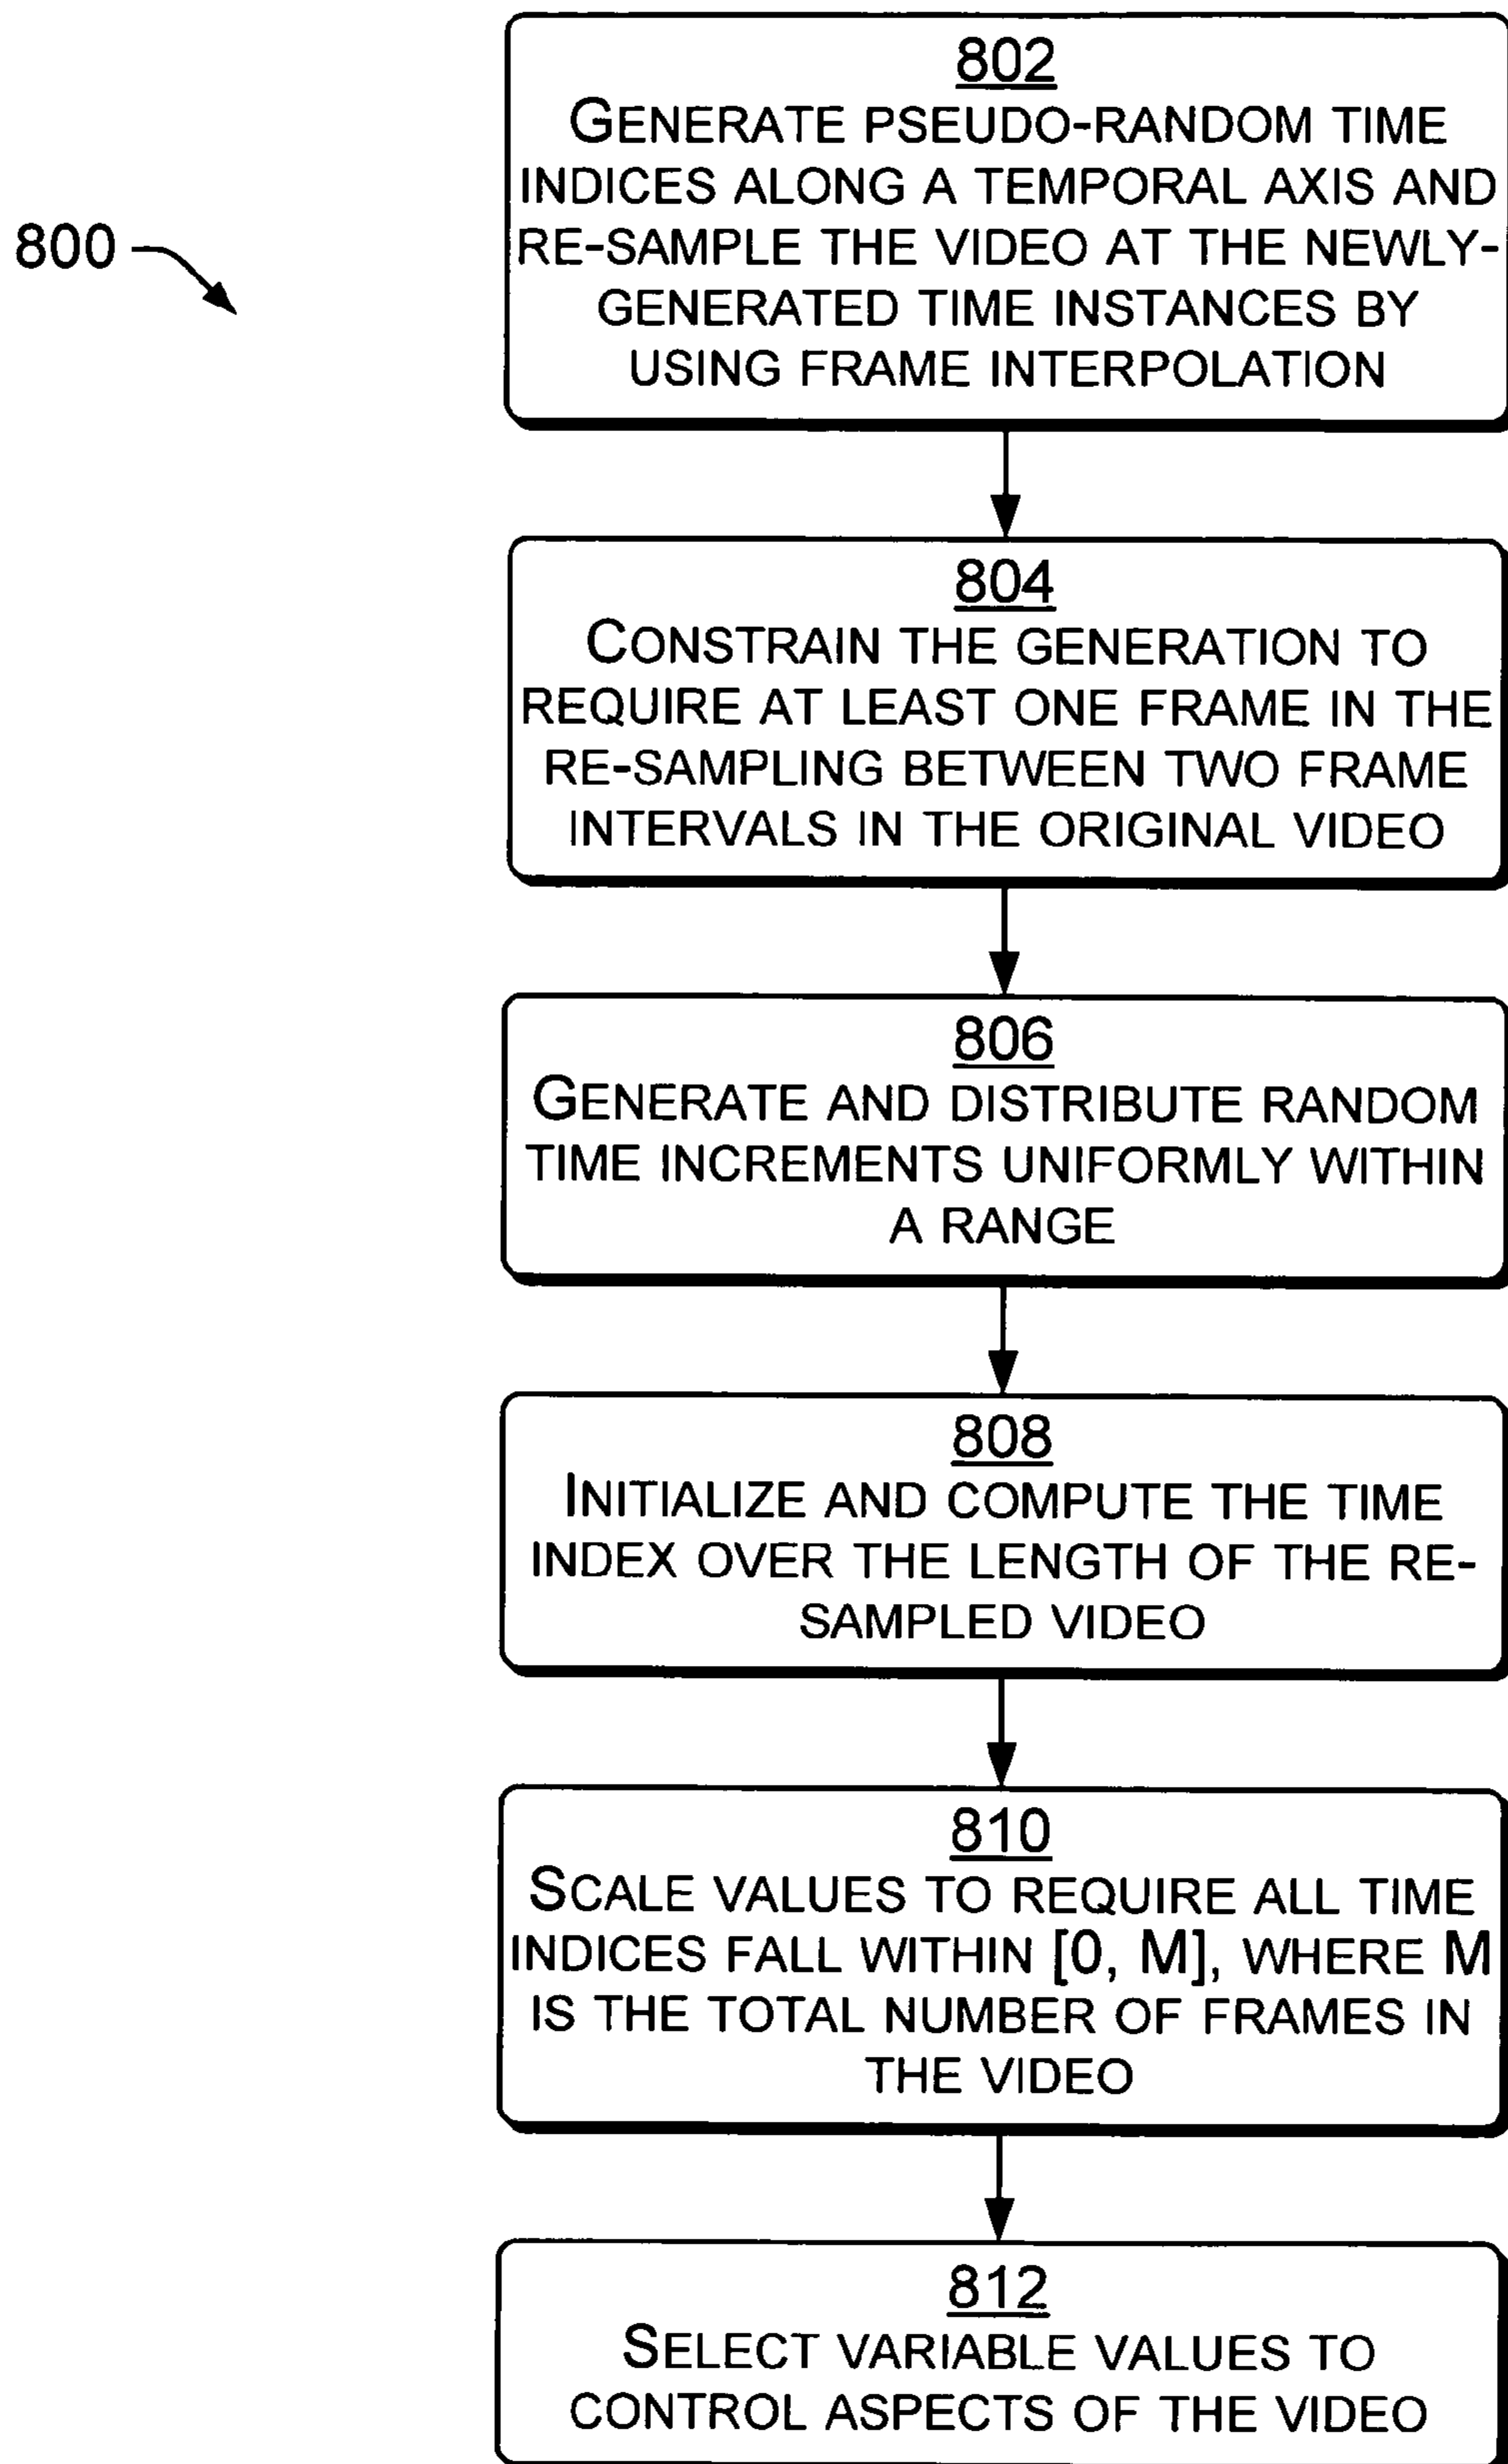 802
GENERATE PSEUDO-RANDOM TIME
INDICES ALONG A TEMPORAL AXIS AND
800
RE-SAMPLE THE VIDEO AT THE NEWLY-
GENERATED TIME INSTANCES BY
USING FRAME INTERPOLATION
804
CONSTRAIN THE GENERATION TO
REQUIRE AT LEAST ONE FRAME IN THE
RE-SAMPLING BETWEEN TWO FRAME
INTERVALS IN THE ORIGINAL VIDEO
806
GENERATE AND DISTRIBUTE RANDOM
TIME INCREMENTS UNIFORMLY WITHIN
A RANGE
808
INITIALIZE AND COMPUTE THE TIME
INDEX OVER THE LENGTH OF THE RE-
SAMPLED VIDEO
810
SCALE VALUES TO REQUIRE ALL TIME
INDICES FALL WITHIN [0, M], WHERE M
IS THE TOTAL NUMBER OF FRAMES IN
THE VIDEO
812
SELECT VARIABLE VALUES TO
CONTROL ASPECTS OF THE VIDEO